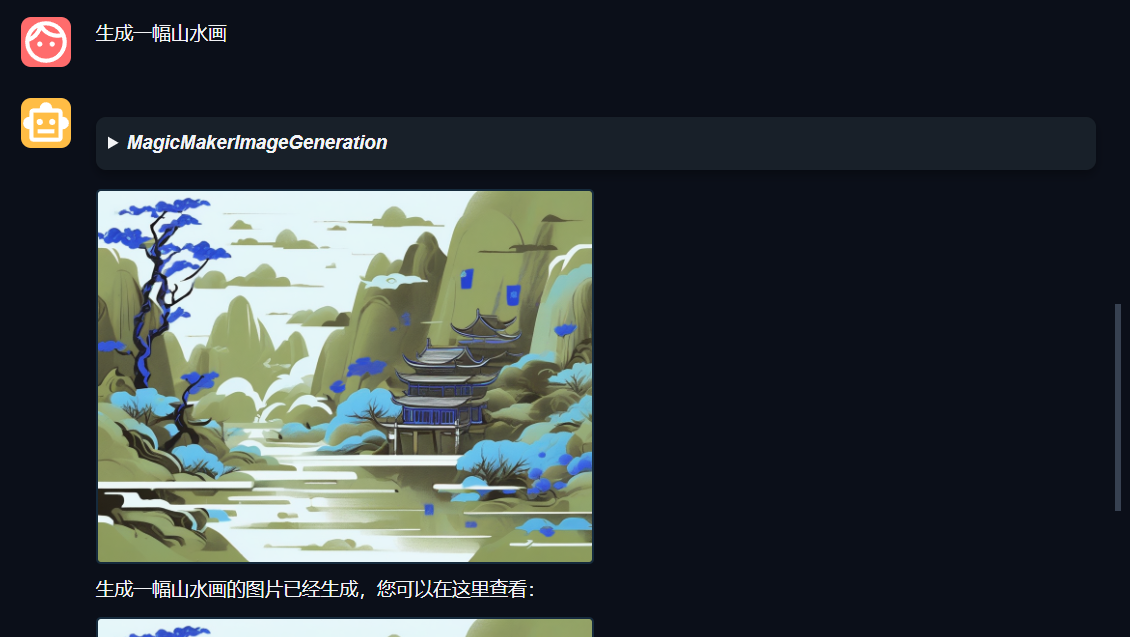 生成一幅山水画
MagicMakerImageGeneration
生成一幅山水画的图片已经生成，您可以在这里查看：